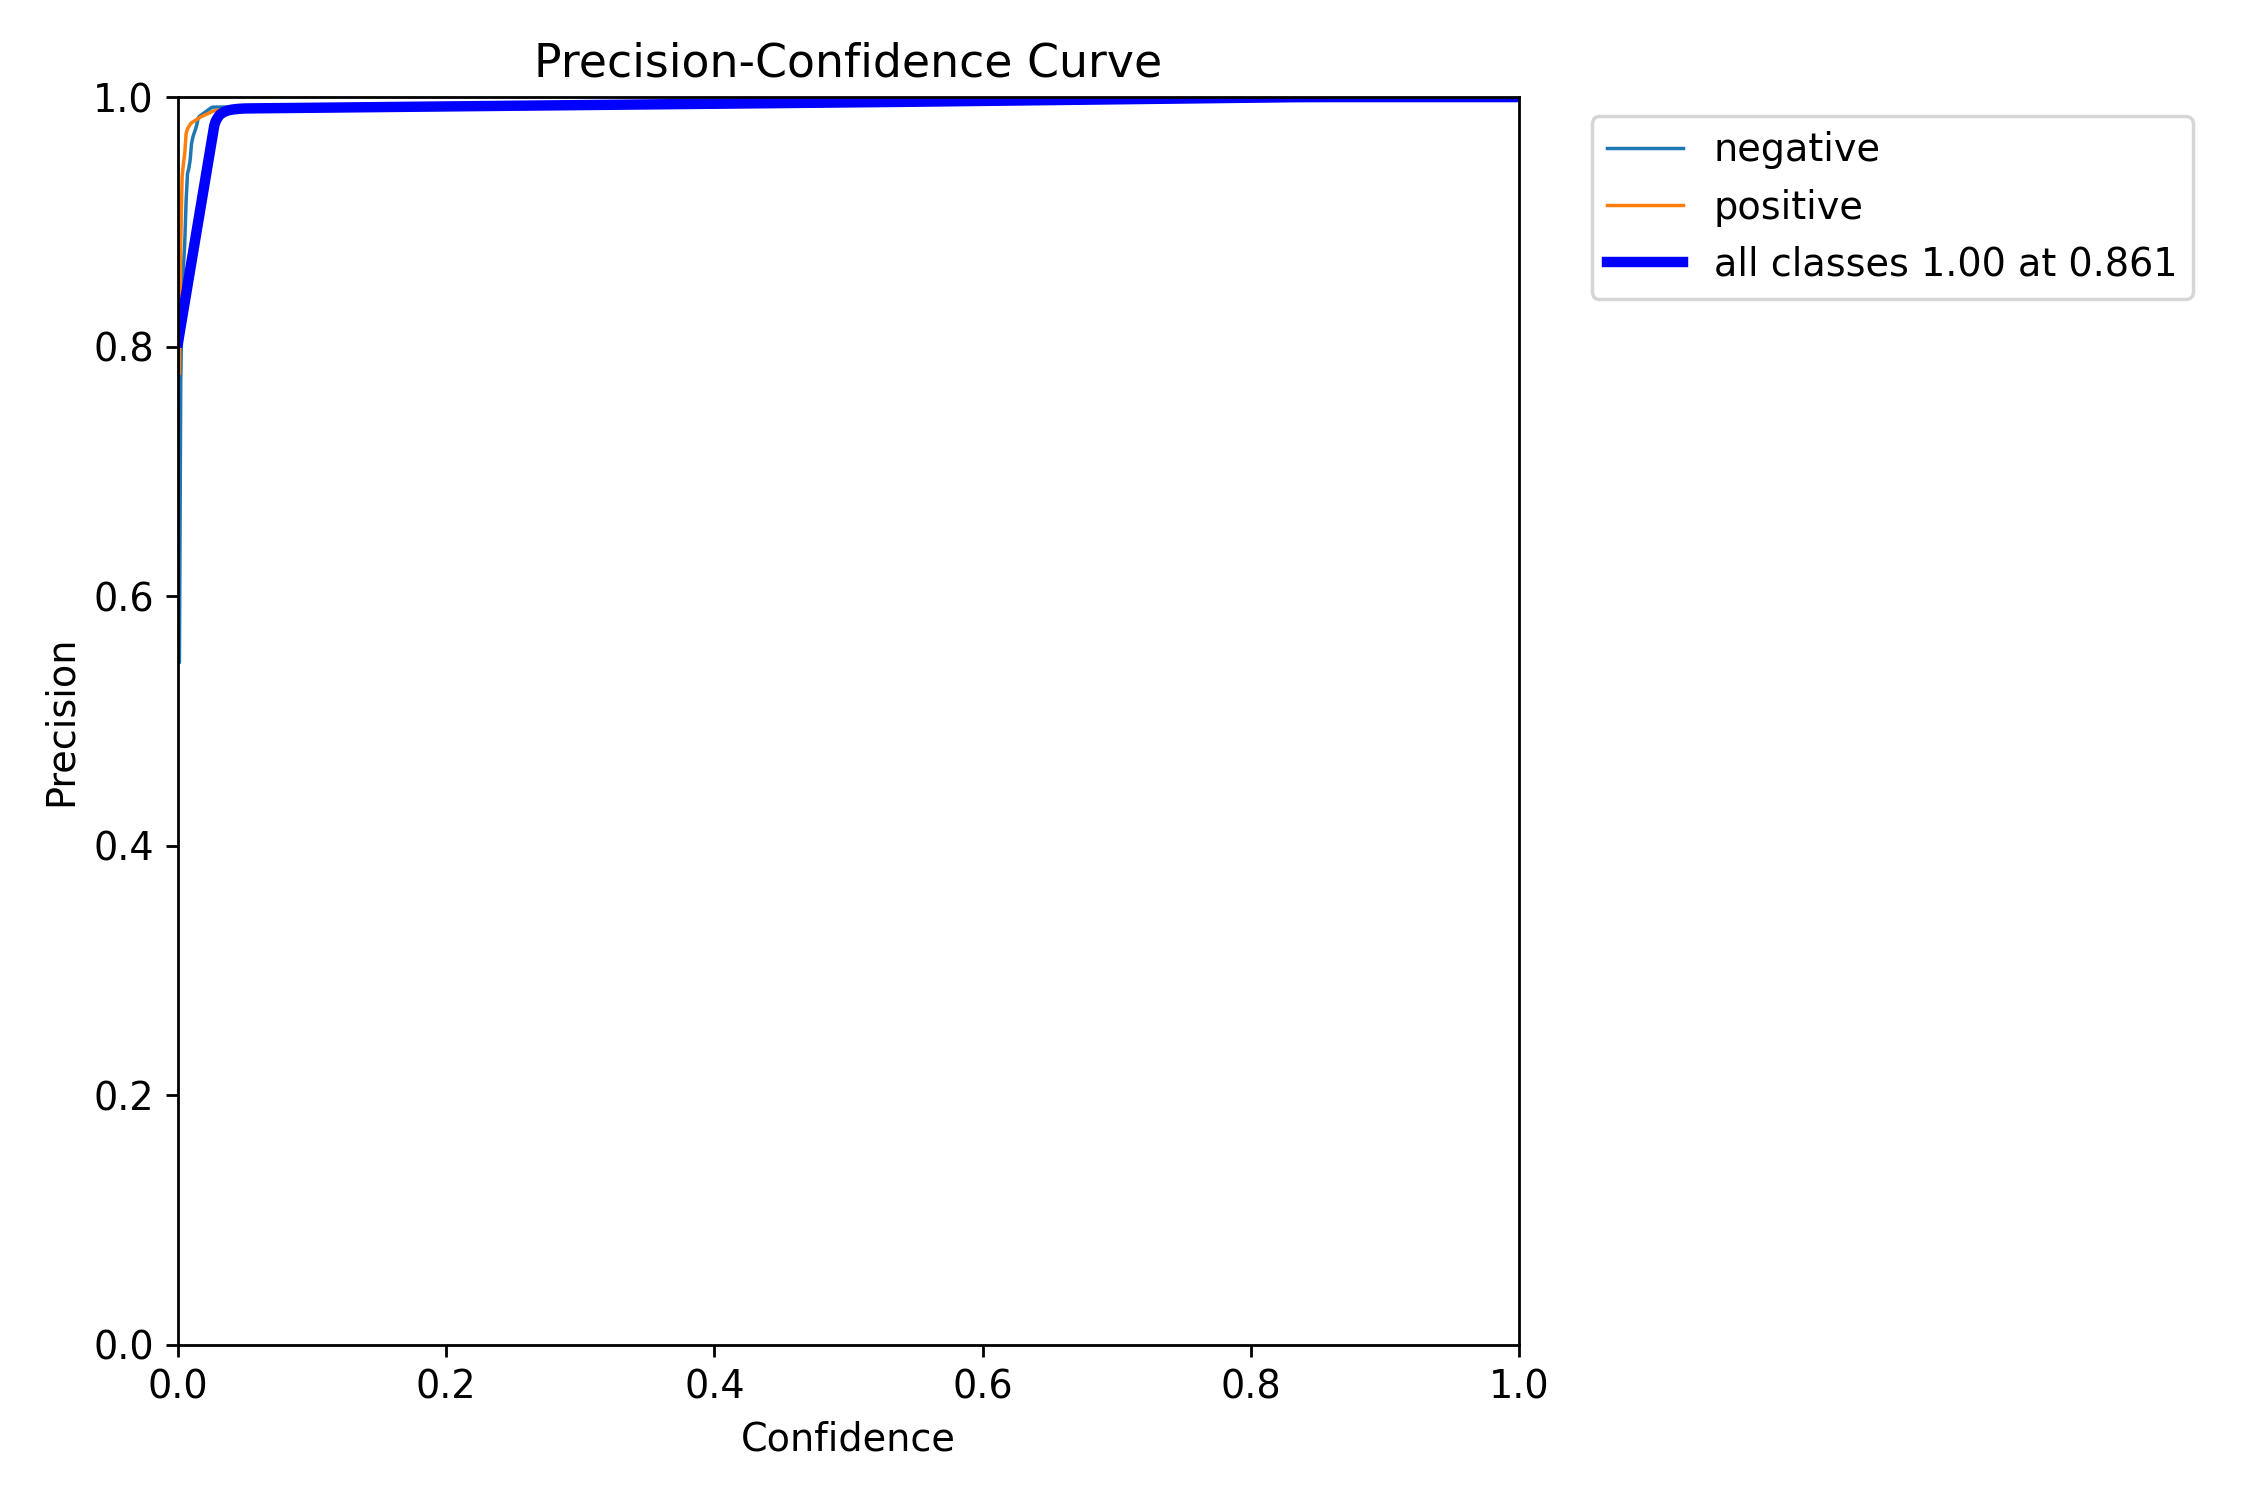 Precision-Confidence Curve
1.0
0.8
0.6
0.4
0.2
0.0
Precision
0.0 0.2 0.4 0.6 0.8 1.0
Confidence
negative
positive
all classes 1.00 at 0.861